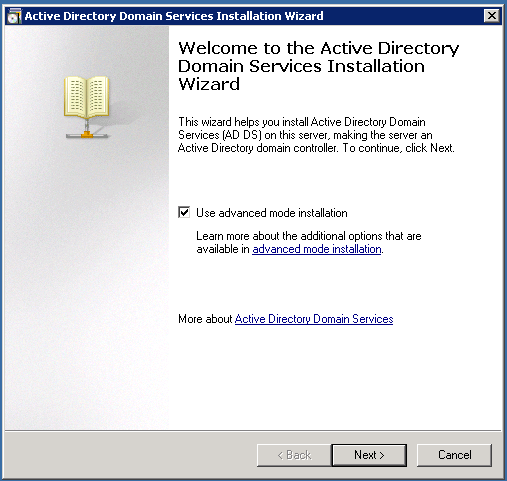 Active Directory Domain Services Installation Wizard
Welcome to the Active Directory
Domain Services Installation
Wizard
This wizard helps you install Active Directory Domain
Services (AD DS) on this server, making the server an
Active Directory domain controller. To continue, click Next.
Use advanced mode installation
Learn more about the additional options that are
available in advanced mode installation.
More about Active Directory Domain Services
< Back
Next >
Cancel